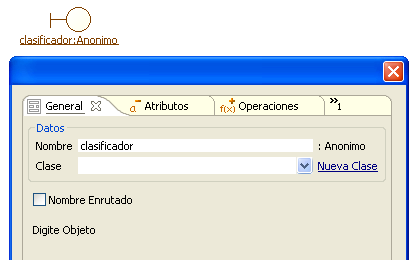 clasificador:Anonimo
General
Atributos
Operaciones
»1
Datos
Nombre clasificador : Anonimo
Clase Nueva Clase
Nombre Enrutado
Digite Objeto